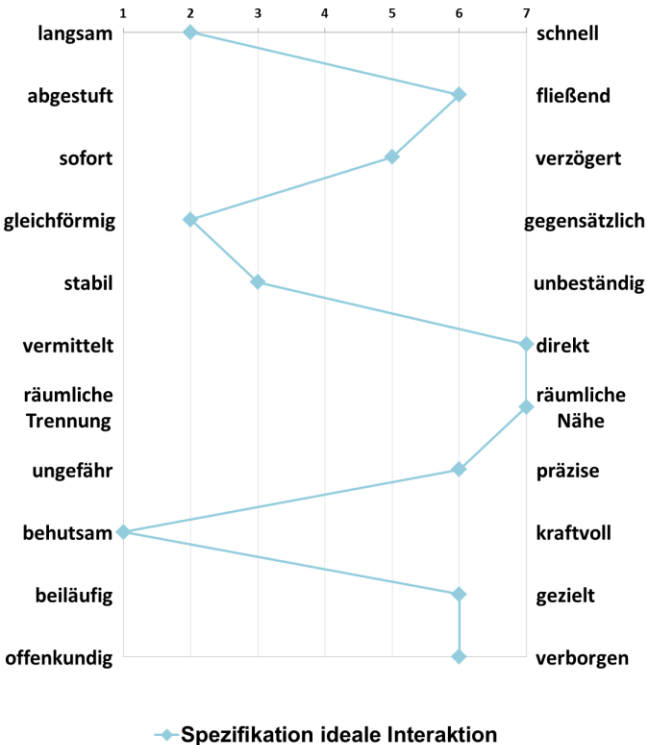 1 2 3 4 5 6 7
langsam schnell
abgestuft fließend
sofort verzögert
gleichförmig gegensätzlich
stabil unbeständig
vermittelt direkt
räumliche räumliche
Trennung Nähe
ungefähr präzise
behutsam kraftvoll
beiläufig gezielt
offenkundig verborgen
Spezifikation ideale Interaktion